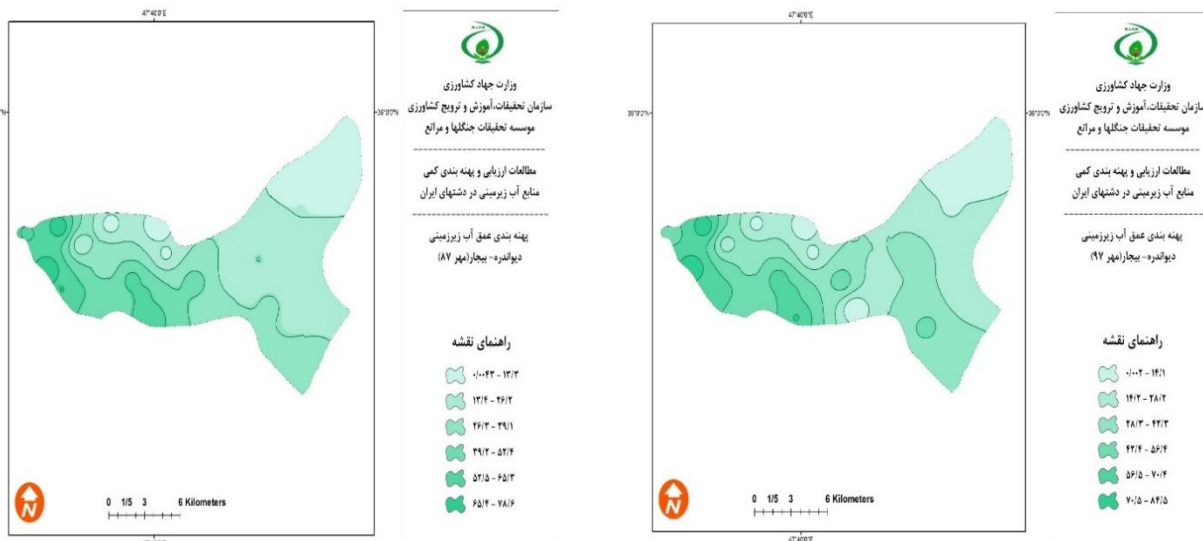 47°40'0"E
R.I.F.R
وزارت جهاد کشاورزی
سازمان تحقیقات،آموزش و ترویج کشاورزی
موسسه تحقیقات جنگلها و مراتع
مطالعات ارزیابی و پهنه بندی کمی
منابع آب زیرمینی در دشتهای ایران
پهنه بندی عمق آب زیرزمینی
دیواندره- بیجار(مهر ۸۷)
راهنمای نقشه
۰/۰۰۴۳ - ۱۳/۳
۱۳/۴ - ۲۶/۲
۲۶/۳ - ۳۹/۱
۳۹/۲ - ۵۲/۴
۵۲/۵ - ۶۵/۳
۶۵/۴ - ۷۸/۶
0 1/5 3 6 Kilometers
N
47°40'0"E
36°0'0"N
R.I.F.R
وزارت جهاد کشاورزی
سازمان تحقیقات،آموزش و ترویج کشاورزی
موسسه تحقیقات جنگلها و مراتع
مطالعات ارزیابی و پهنه بندی کمی
منابع آب زیرمینی در دشتهای ایران
پهنه بندی عمق آب زیرزمینی
دیواندره- بیجار(مهر ۹۷)
راهنمای نقشه
۰/۰۰۲ - ۱۴/۱
۱۴/۲ - ۲۸/۲
۲۸/۳ - ۴۲/۳
۴۲/۴ - ۵۶/۴
۵۶/۵ - ۷۰/۴
۷۰/۵ - ۸۴/۵
0 1/5 3 6 Kilometers
N
47°40'0"E